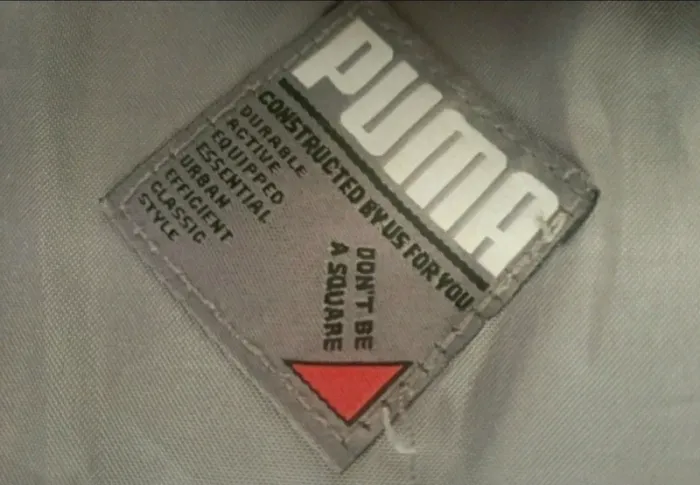 PUMA
CONSTRUCTED BY US FOR YOU
DURABLE
ACTIVE
EQUIPPED
ESSENTIAL
URBAN
EFFICIENT
CLASSIC
STYLE
DON'T BE
A SQUARE